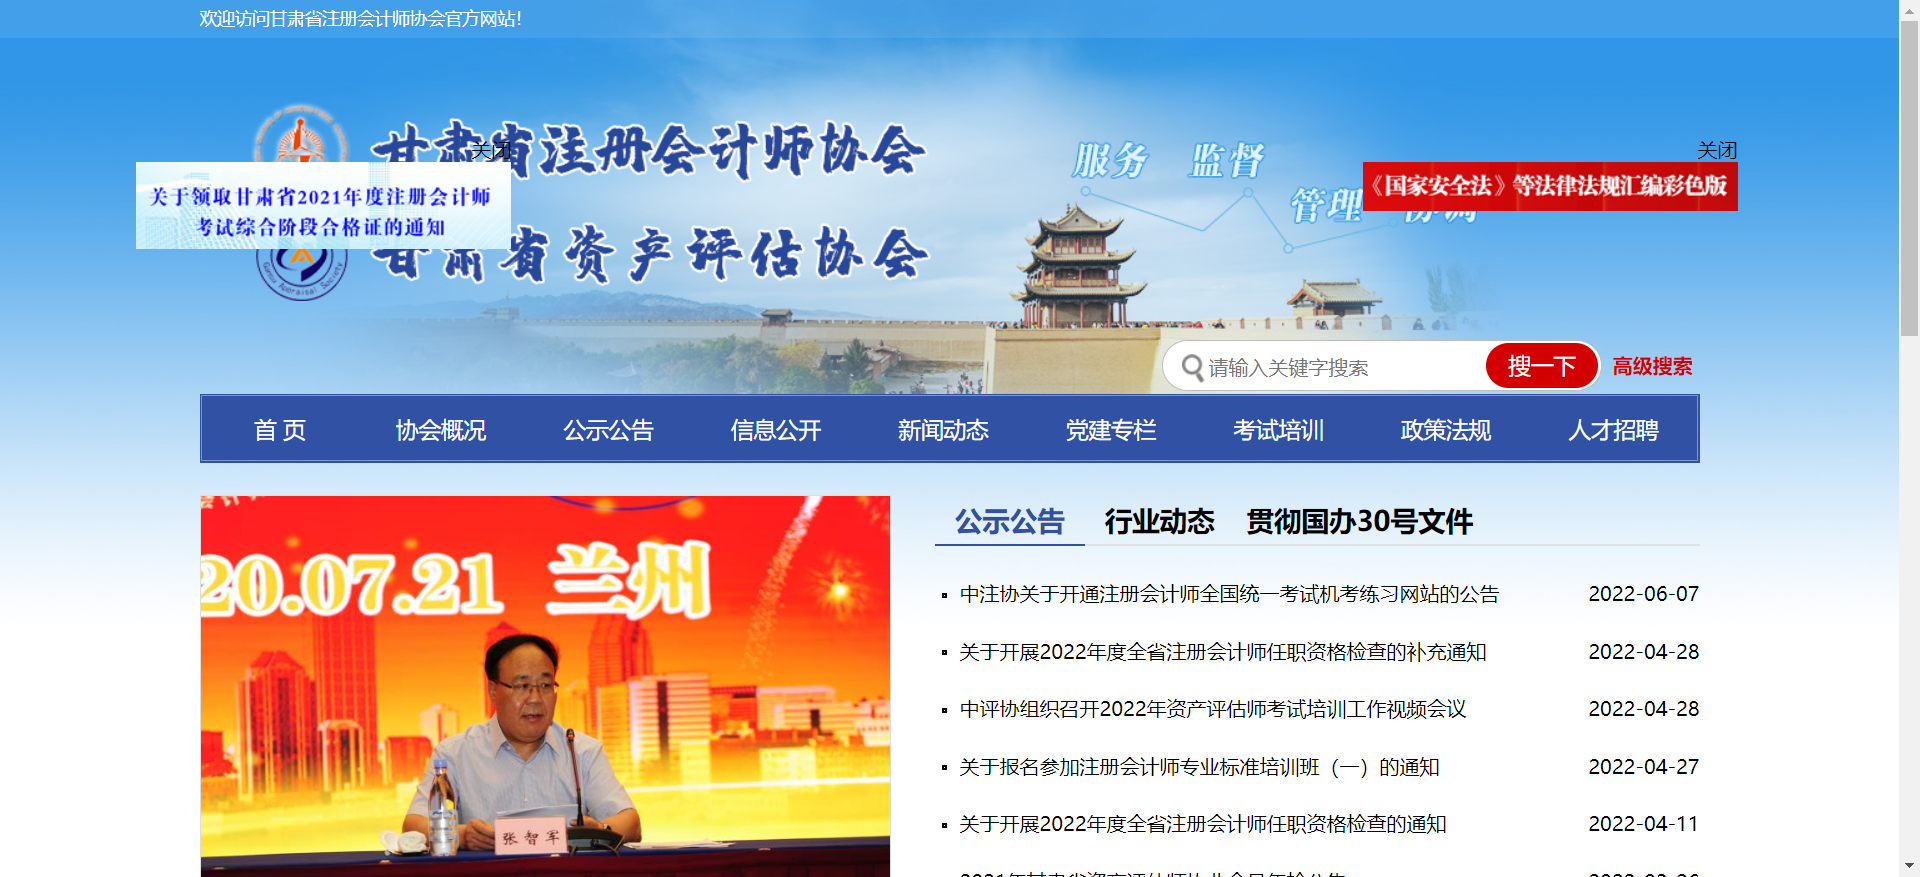 欢迎访问甘肃省注册会计师协会官方网站!
甘肃省注册会计师协会
关闭
关于领取甘肃省2021年度注册会计师
考试综合阶段合格证的通知
甘肃省资产评估协会
Gansu Appraisal Society
服务 监督
管理 协调
关闭
《国家安全法》等法律法规汇编彩色版
请输入关键字搜索
搜一下
高级搜索
首 页 协会概况 公示公告 信息公开 新闻动态 党建专栏 考试培训 政策法规 人才招聘
20.07.21 兰州
张智军
公示公告 行业动态 贯彻国办30号文件
中注协关于开通注册会计师全国统一考试机考练习网站的公告 2022-06-07
关于开展2022年度全省注册会计师任职资格检查的补充通知 2022-04-28
中评协组织召开2022年资产评估师考试培训工作视频会议 2022-04-28
关于报名参加注册会计师专业标准培训班（一）的通知 2022-04-27
关于开展2022年度全省注册会计师任职资格检查的通知 2022-04-11